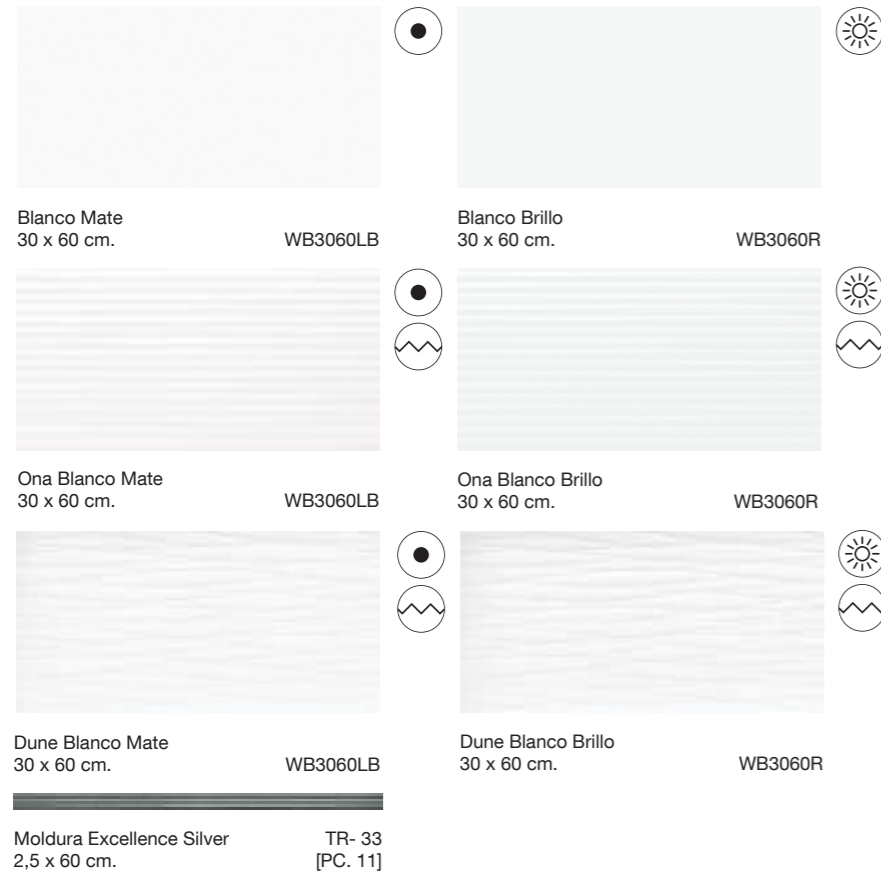 Blanco Mate
30 x 60 cm. WB3060LB
Blanco Brillo
30 x 60 cm. WB3060R
Ona Blanco Mate
30 x 60 cm. WB3060LB
Ona Blanco Brillo
30 x 60 cm. WB3060R
Dune Blanco Mate
30 x 60 cm. WB3060LB
Dune Blanco Brillo
30 x 60 cm. WB3060R
Moldura Excellence Silver TR- 33
2,5 x 60 cm. [PC. 11]